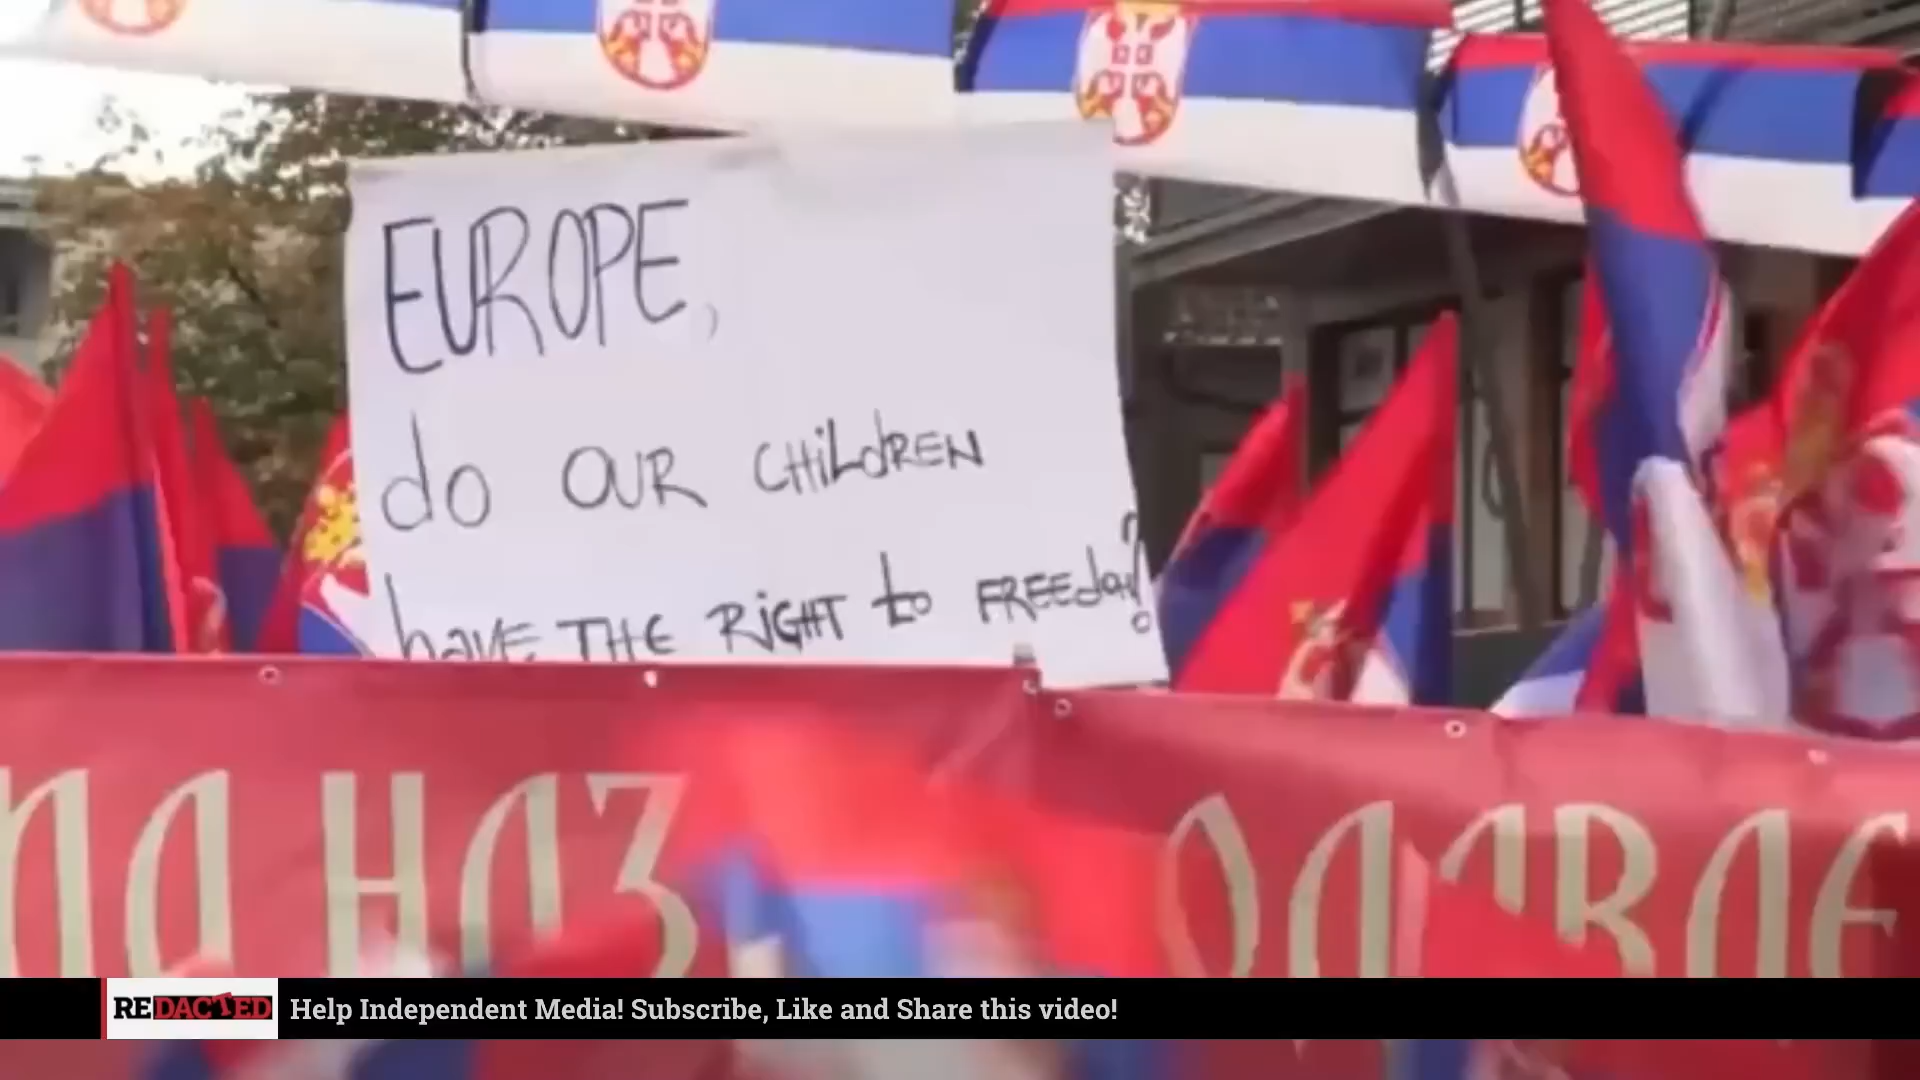 EUROPE,
do OUR CHILdREN
have THE RIGHT to FREEdom?
НАЗ
REDACTED
Help Independent Media! Subscribe, Like and Share this video!